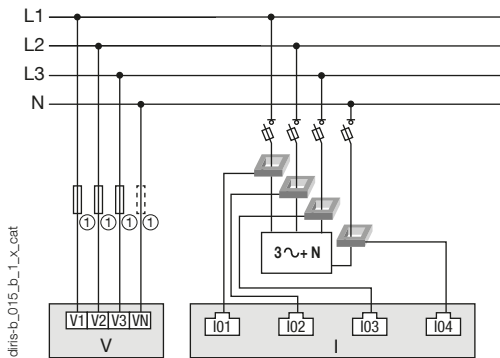 L1
L2
L3
N
1 1 1 1
3∿+ N
V1 V2 V3 VN
V
I01 I02 I03 I04
I
diris-b_015_b_1_x_cat